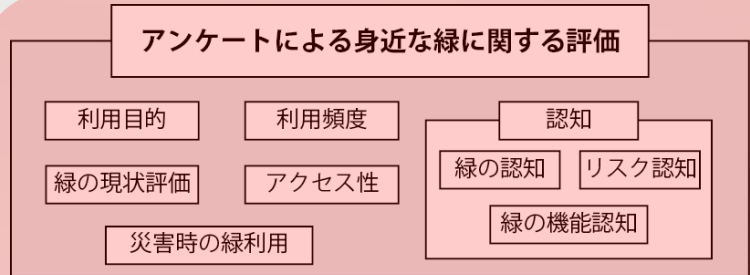 アンケートによる身近な緑に関する評価
利用目的
利用頻度
緑の現状評価
アクセス性
災害時の緑利用
認知
緑の認知
リスク認知
緑の機能認知